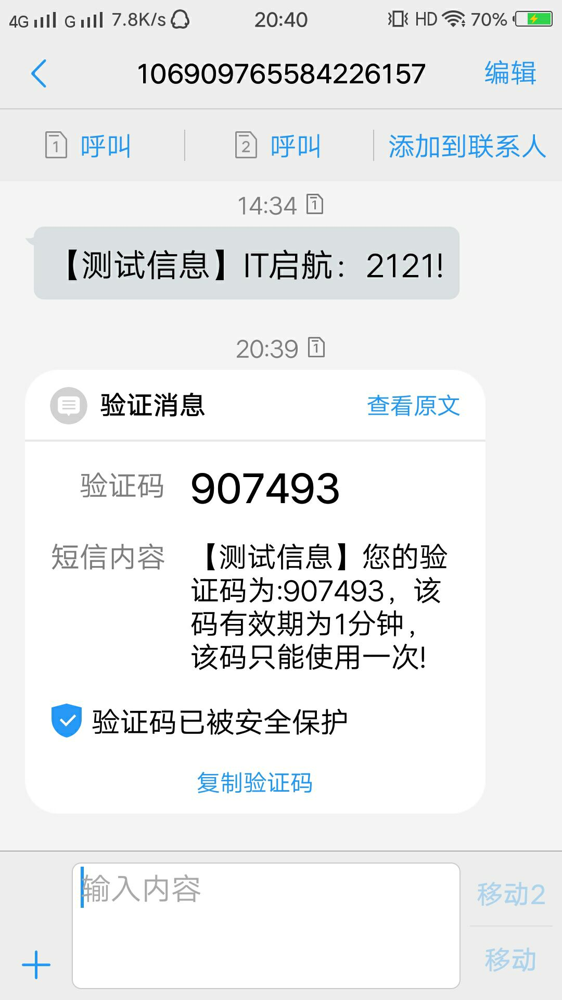 4G G 7.8K/s 20:40 HD 70%
106909765584226157 编辑
1 呼叫 2 呼叫 添加到联系人
14:34 1
【测试信息】IT启航：2121!
20:39 1
验证消息 查看原文
验证码 907493
短信内容 【测试信息】您的验
证码为:907493，该
码有效期为1分钟，
该码只能使用一次!
验证码已被安全保护
复制验证码
输入内容
移动2
移动